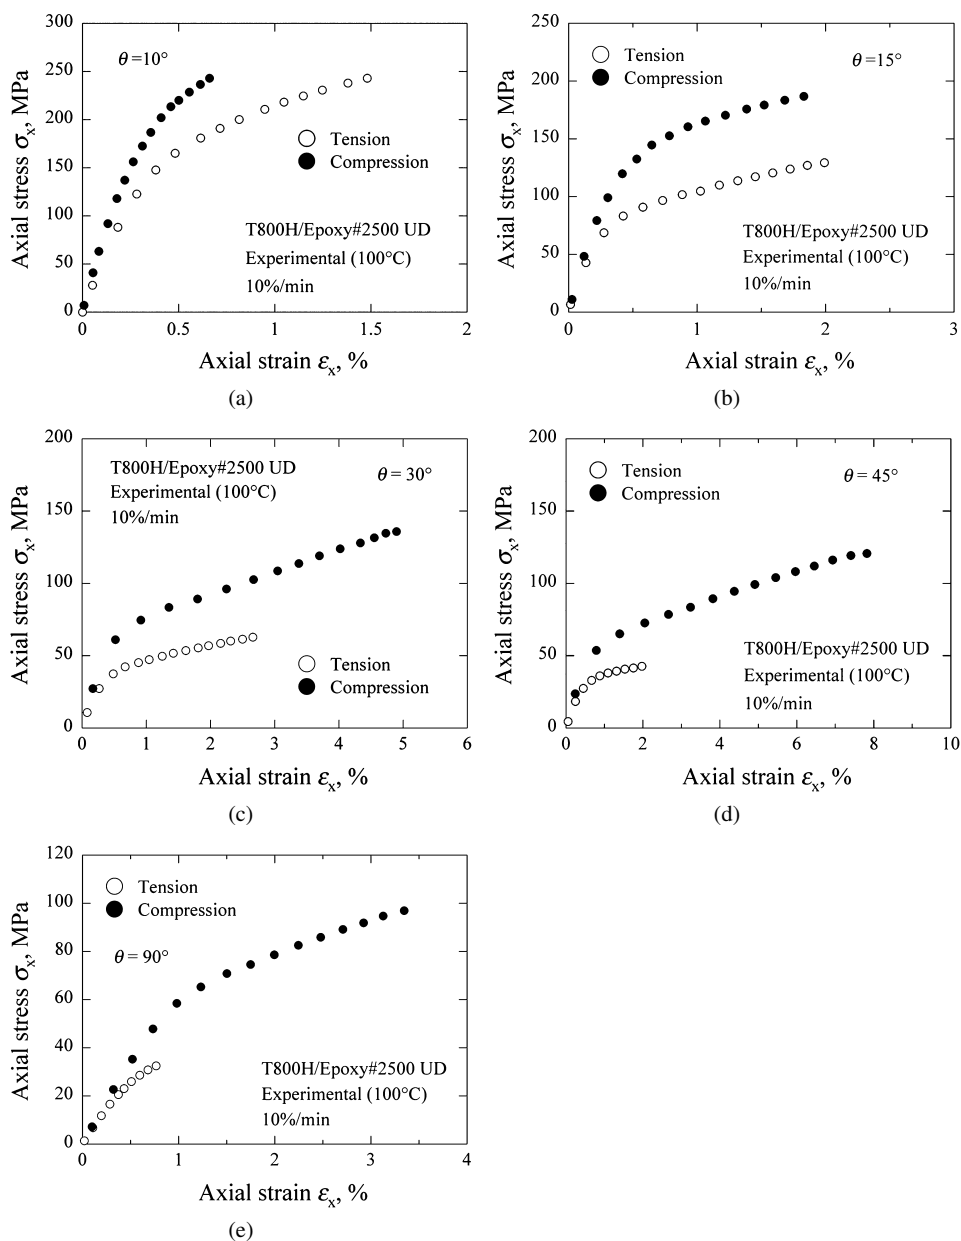 300
250
200
150
100
50
0
0
0.5
1
1.5
2
Axial stress σx, MPa
θ =10°
Tension
Compression
T800H/Epoxy#2500 UD
Experimental (100°C)
10%/min
Axial strain εx, %
(a)
250
200
150
100
50
0
0
1
2
3
Axial stress σx, MPa
Tension
Compression
θ =15°
T800H/Epoxy#2500 UD
Experimental (100°C)
10%/min
Axial strain εx, %
(b)
200
150
100
50
0
0
1
2
3
4
5
6
Axial stress σx, MPa
T800H/Epoxy#2500 UD
Experimental (100°C)
10%/min
θ = 30°
Tension
Compression
Axial strain εx, %
(c)
200
150
100
50
0
0
2
4
6
8
10
Axial stress σx, MPa
Tension
Compression
θ = 45°
T800H/Epoxy#2500 UD
Experimental (100°C)
10%/min
Axial strain εx, %
(d)
120
100
80
60
40
20
0
0
1
2
3
4
Axial stress σx, MPa
Tension
Compression
θ = 90°
T800H/Epoxy#2500 UD
Experimental (100°C)
10%/min
Axial strain εx, %
(e)